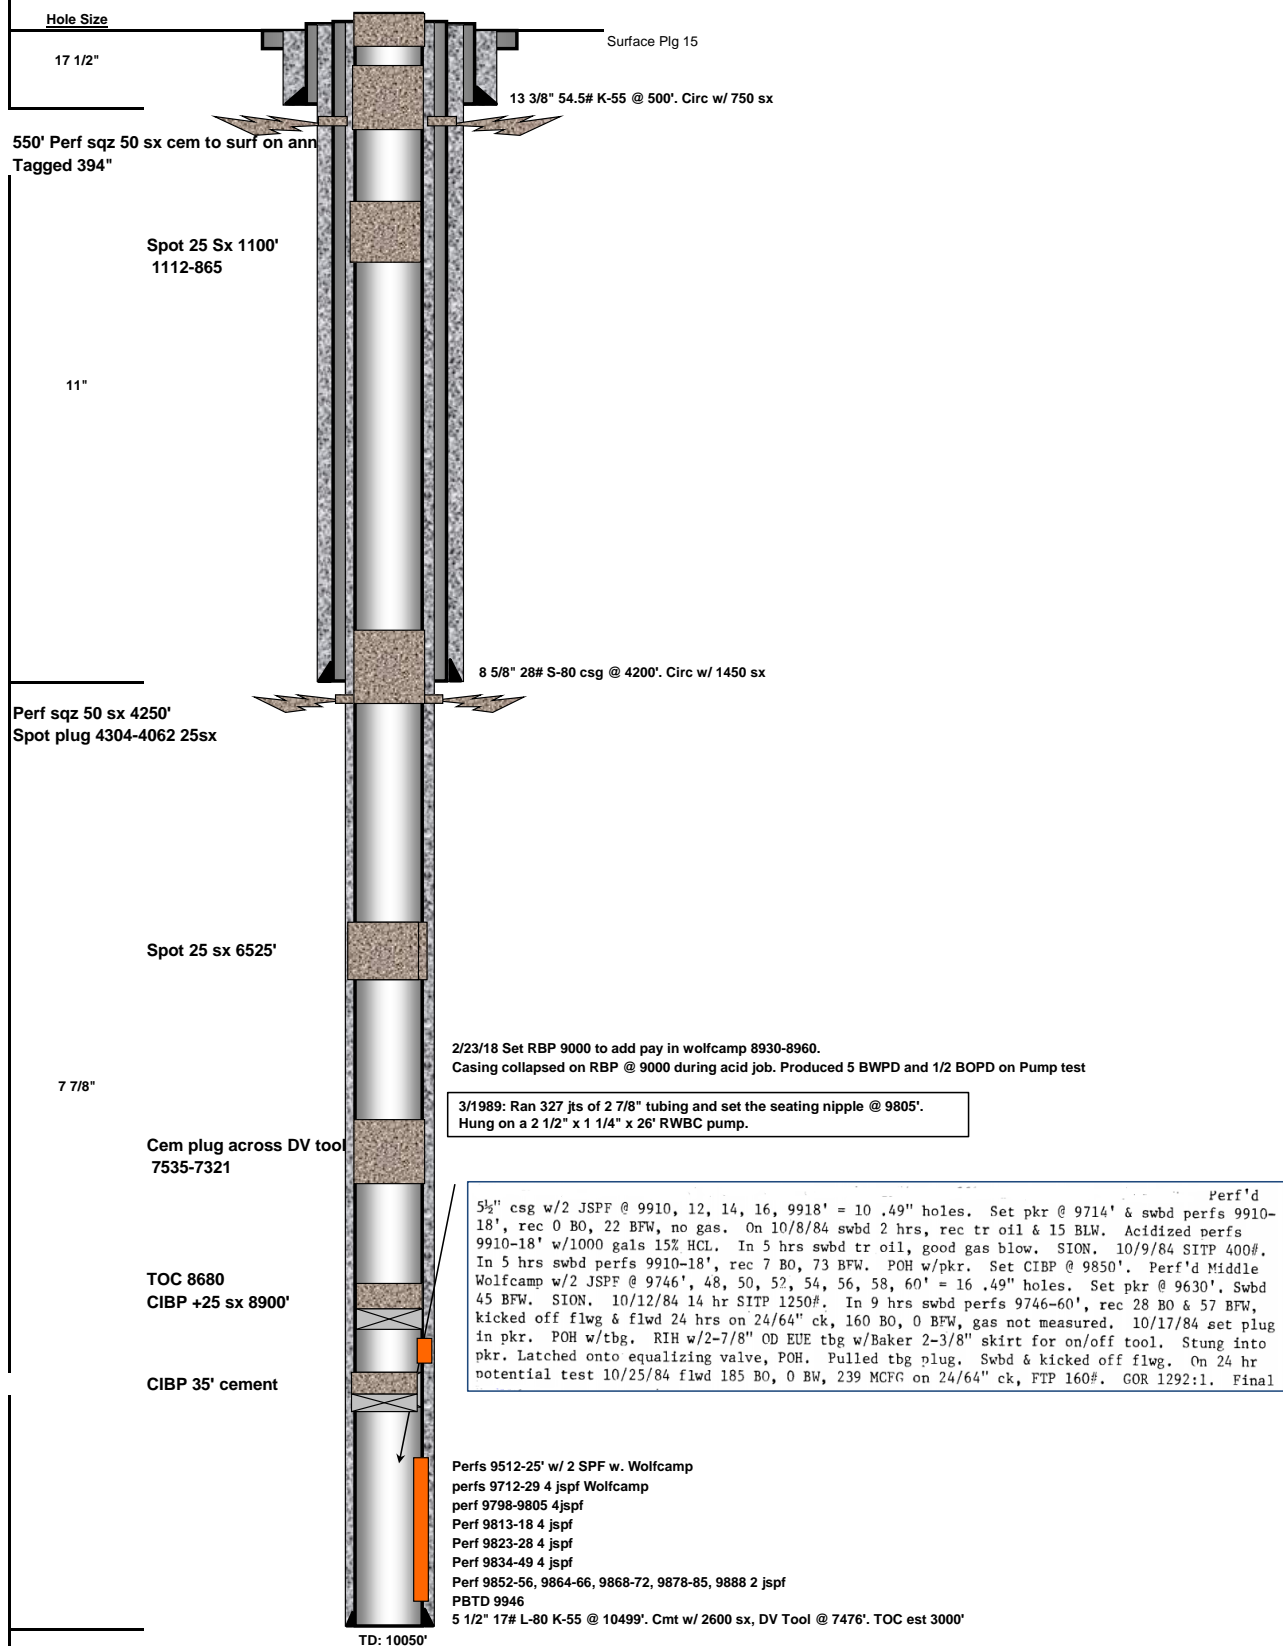 Hole Size
Surface Plg 15
17 1/2"
13 3/8" 54.5# K-55 @ 500'. Circ w/ 750 sx
550' Perf sqz 50 sx cem to surf on ann
Tagged 394"
Spot 25 Sx 1100'
1112-865
11"
8 5/8" 28# S-80 csg @ 4200'. Circ w/ 1450 sx
Perf sqz 50 sx 4250'
Spot plug 4304-4062 25sx
Spot 25 sx 6525'
2/23/18 Set RBP 9000 to add pay in wolfcamp 8930-8960.
Casing collapsed on RBP @ 9000 during acid job. Produced 5 BWPD and 1/2 BOPD on Pump test
7 7/8"
3/1989: Ran 327 jts of 2 7/8" tubing and set the seating nipple @ 9805'.
Hung on a 2 1/2" x 1 1/4" x 26' RWBC pump.
Cem plug across DV tool
7535-7321
Perf'd
5½" csg w/2 JSPF @ 9910, 12, 14, 16, 9918' = 10 .49" holes. Set pkr @ 9714' & swbd perfs 9910-
18', rec 0 BO, 22 BFW, no gas. On 10/8/84 swbd 2 hrs, rec tr oil & 15 BLW. Acidized perfs
9910-18' w/1000 gals 15% HCL. In 5 hrs swbd tr oil, good gas blow. SION. 10/9/84 SITP 400#.
In 5 hrs swbd perfs 9910-18', rec 7 BO, 73 BFW. POH w/pkr. Set CIBP @ 9850'. Perf'd Middle
Wolfcamp w/2 JSPF @ 9746', 48, 50, 52, 54, 56, 58, 60' = 16 .49" holes. Set pkr @ 9630'. Swbd
45 BFW. SION. 10/12/84 14 hr SITP 1250#. In 9 hrs swbd perfs 9746-60', rec 28 BO & 57 BFW,
kicked off flwg & flwd 24 hrs on 24/64" ck, 160 BO, 0 BFW, gas not measured. 10/17/84 set plug
in pkr. POH w/tbg. RIH w/2-7/8" OD EUE tbg w/Baker 2-3/8" skirt for on/off tool. Stung into
pkr. Latched onto equalizing valve, POH. Pulled tbg plug. Swbd & kicked off flwg. On 24 hr
potential test 10/25/84 flwd 185 BO, 0 BW, 239 MCFG on 24/64" ck, FTP 160#. GOR 1292:1. Final
TOC 8680
CIBP +25 sx 8900'
CIBP 35' cement
Perfs 9512-25' w/ 2 SPF w. Wolfcamp
perfs 9712-29 4 jspf Wolfcamp
perf 9798-9805 4jspf
Perf 9813-18 4 jspf
Perf 9823-28 4 jspf
Perf 9834-49 4 jspf
Perf 9852-56, 9864-66, 9868-72, 9878-85, 9888 2 jspf
PBTD 9946
5 1/2" 17# L-80 K-55 @ 10499'. Cmt w/ 2600 sx, DV Tool @ 7476'. TOC est 3000'
TD: 10050'